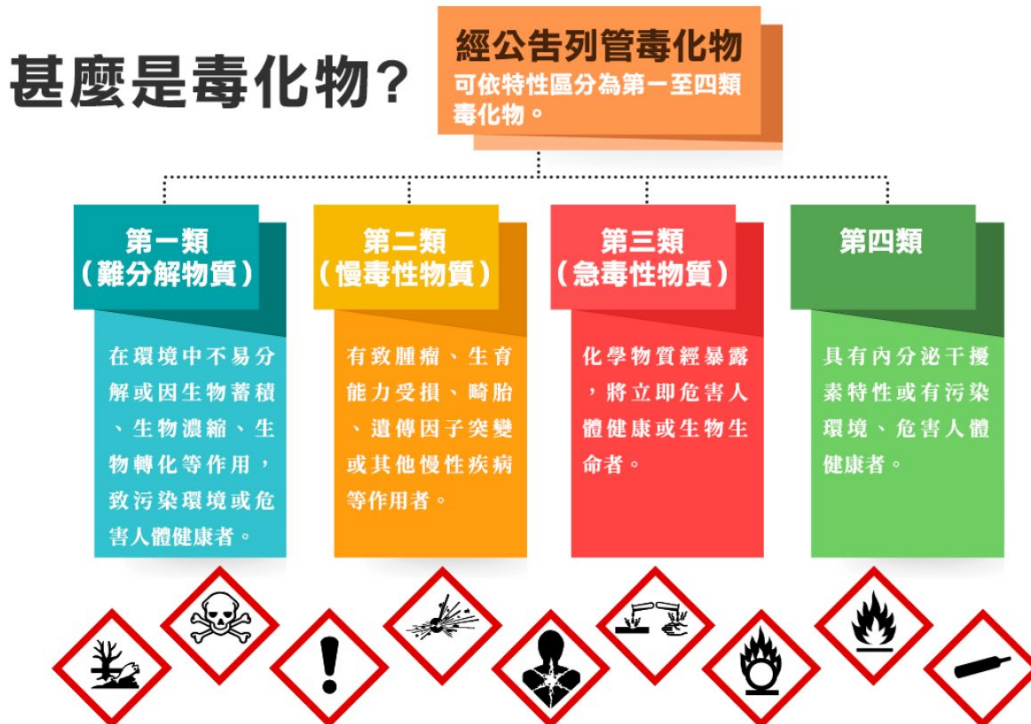 甚麼是毒化物?
經公告列管毒化物
可依特性區分為第一至四類
毒化物。
第一類
(難分解物質)
在環境中不易分
解或因生物蓄積
、生物濃縮、生
物轉化等作用,
致污染環境或危
害人體健康者。
第二類
(慢毒性物質)
有致腫瘤、生育
能力受損、畸胎
、遺傳因子突變
或其他慢性疾病
等作用者。
第三類
(急毒性物質)
化學物質經暴露
,將立即危害人
體健康或生物生
命者。
第四類
具有內分泌干擾
素特性或有污染
環境、危害人體
健康者。